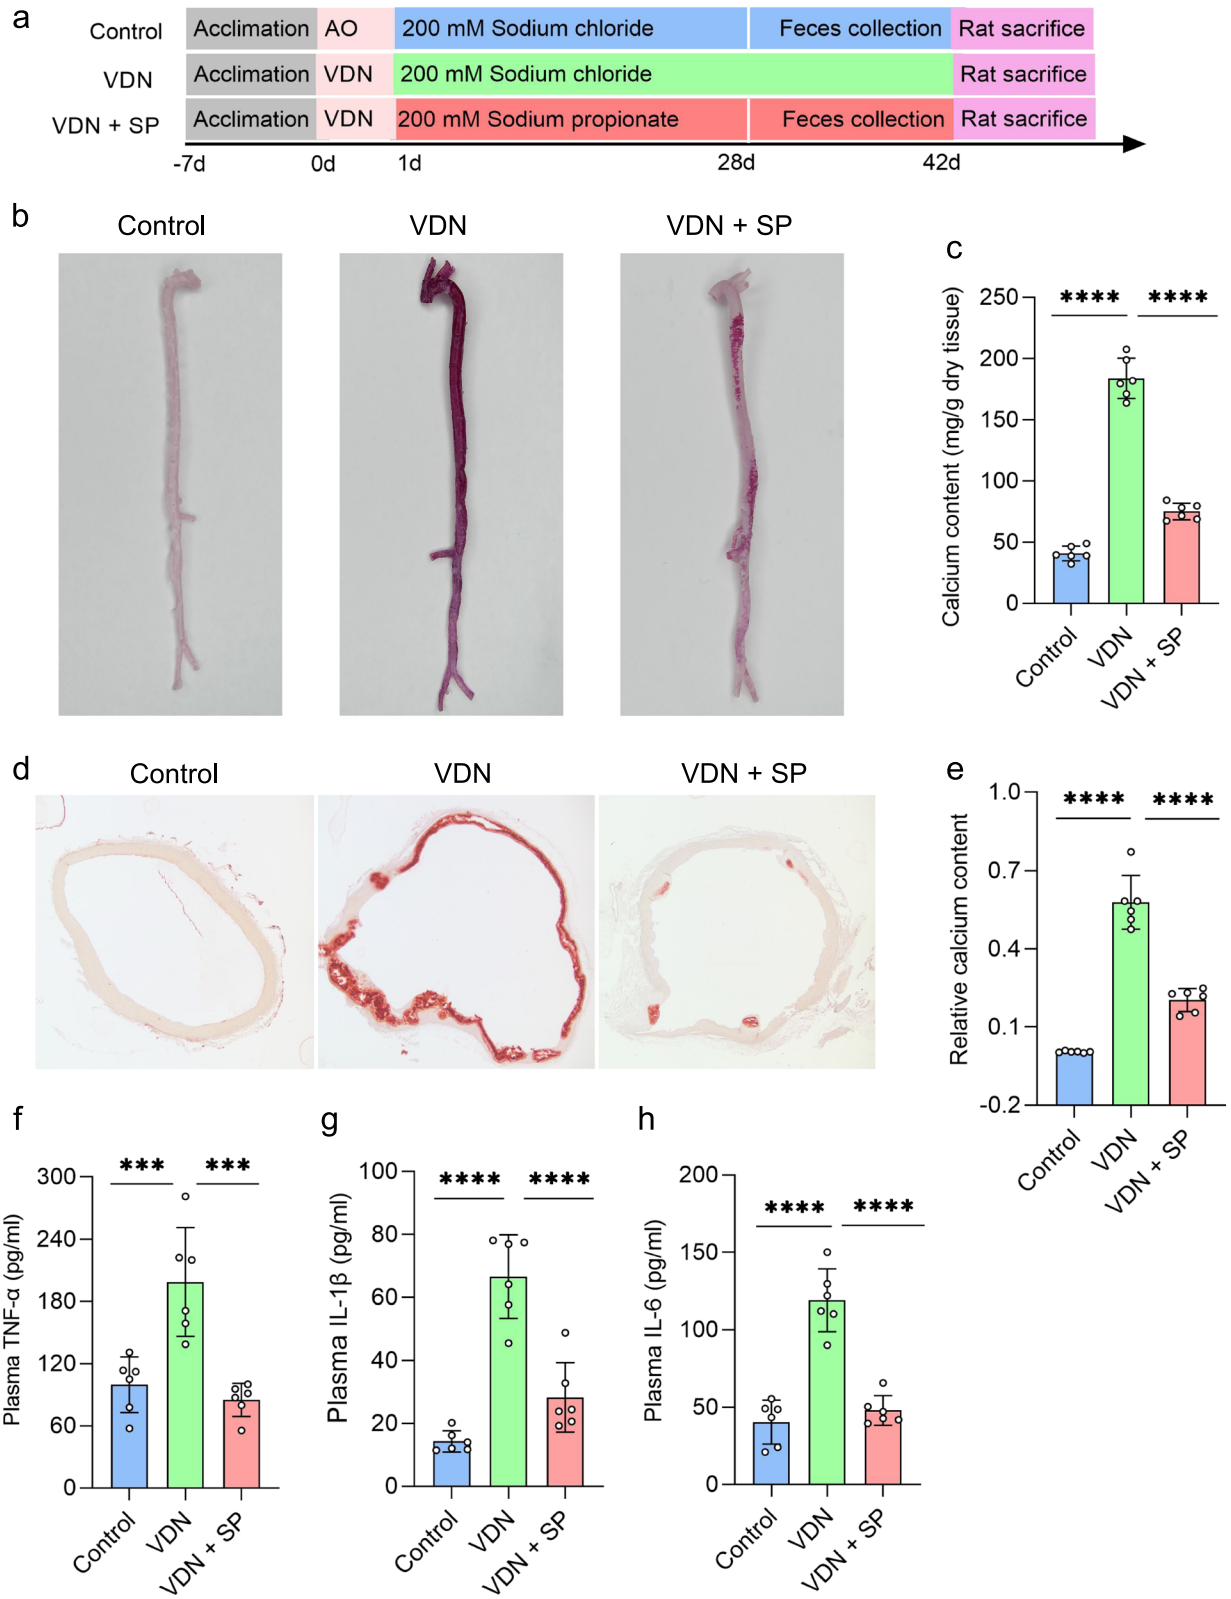 a
Control Acclimation AO 200 mM Sodium chloride Feces collection Rat sacrifice
VDN Acclimation VDN 200 mM Sodium chloride Rat sacrifice
VDN + SP Acclimation VDN 200 mM Sodium propionate Feces collection Rat sacrifice
-7d 0d 1d 28d 42d
b
Control VDN VDN + SP
c
Calcium content (mg/g dry tissue)
250
200
150
100
50
0
**** ****
Control VDN VDN + SP
d
Control VDN VDN + SP
e
Relative calcium content
1.0
0.7
0.4
0.1
-0.2
**** ****
Control VDN VDN + SP
f
Plasma TNF-α (pg/ml)
300
240
180
120
60
0
*** ***
Control VDN VDN + SP
g
Plasma IL-1β (pg/ml)
100
80
60
40
20
0
**** ****
Control VDN VDN + SP
h
Plasma IL-6 (pg/ml)
200
150
100
50
0
**** ****
Control VDN VDN + SP